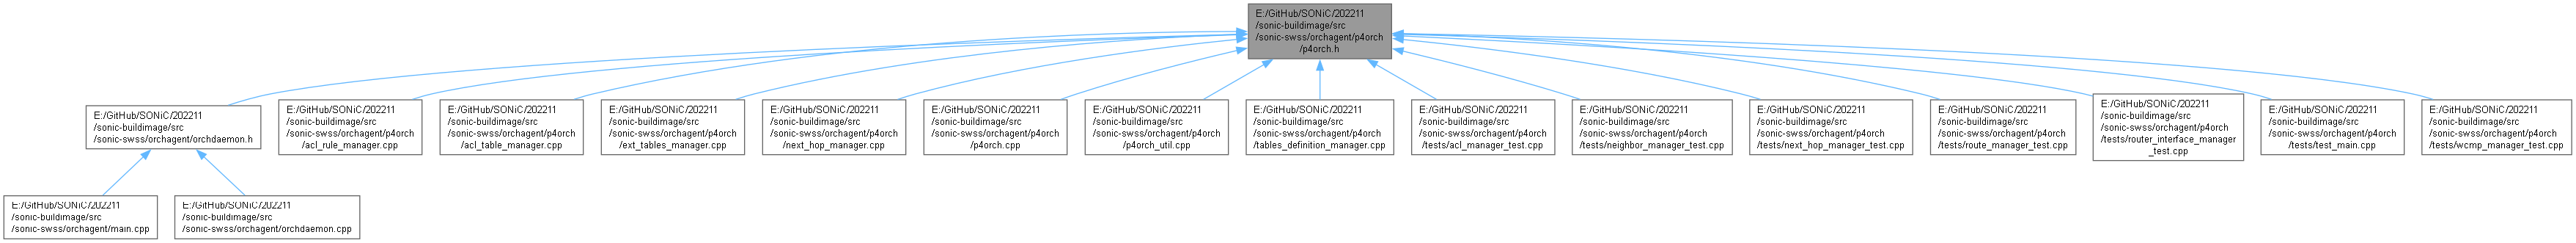 E:/GitHub/SONiC/202211
/sonic-buildimage/src
/sonic-swss/orchagent/p4orch
/p4orch.h
E:/GitHub/SONiC/202211
/sonic-buildimage/src
/sonic-swss/orchagent/orchdaemon.h
E:/GitHub/SONiC/202211
/sonic-buildimage/src
/sonic-swss/orchagent/p4orch
/acl_rule_manager.cpp
E:/GitHub/SONiC/202211
/sonic-buildimage/src
/sonic-swss/orchagent/p4orch
/acl_table_manager.cpp
E:/GitHub/SONiC/202211
/sonic-buildimage/src
/sonic-swss/orchagent/p4orch
/ext_tables_manager.cpp
E:/GitHub/SONiC/202211
/sonic-buildimage/src
/sonic-swss/orchagent/p4orch
/next_hop_manager.cpp
E:/GitHub/SONiC/202211
/sonic-buildimage/src
/sonic-swss/orchagent/p4orch
/p4orch.cpp
E:/GitHub/SONiC/202211
/sonic-buildimage/src
/sonic-swss/orchagent/p4orch
/p4orch_util.cpp
E:/GitHub/SONiC/202211
/sonic-buildimage/src
/sonic-swss/orchagent/p4orch
/tables_definition_manager.cpp
E:/GitHub/SONiC/202211
/sonic-buildimage/src
/sonic-swss/orchagent/p4orch
/tests/acl_manager_test.cpp
E:/GitHub/SONiC/202211
/sonic-buildimage/src
/sonic-swss/orchagent/p4orch
/tests/neighbor_manager_test.cpp
E:/GitHub/SONiC/202211
/sonic-buildimage/src
/sonic-swss/orchagent/p4orch
/tests/next_hop_manager_test.cpp
E:/GitHub/SONiC/202211
/sonic-buildimage/src
/sonic-swss/orchagent/p4orch
/tests/route_manager_test.cpp
E:/GitHub/SONiC/202211
/sonic-buildimage/src
/sonic-swss/orchagent/p4orch
/tests/router_interface_manager
_test.cpp
E:/GitHub/SONiC/202211
/sonic-buildimage/src
/sonic-swss/orchagent/p4orch
/tests/test_main.cpp
E:/GitHub/SONiC/202211
/sonic-buildimage/src
/sonic-swss/orchagent/p4orch
/tests/wcmp_manager_test.cpp
E:/GitHub/SONiC/202211
/sonic-buildimage/src
/sonic-swss/orchagent/main.cpp
E:/GitHub/SONiC/202211
/sonic-buildimage/src
/sonic-swss/orchagent/orchdaemon.cpp